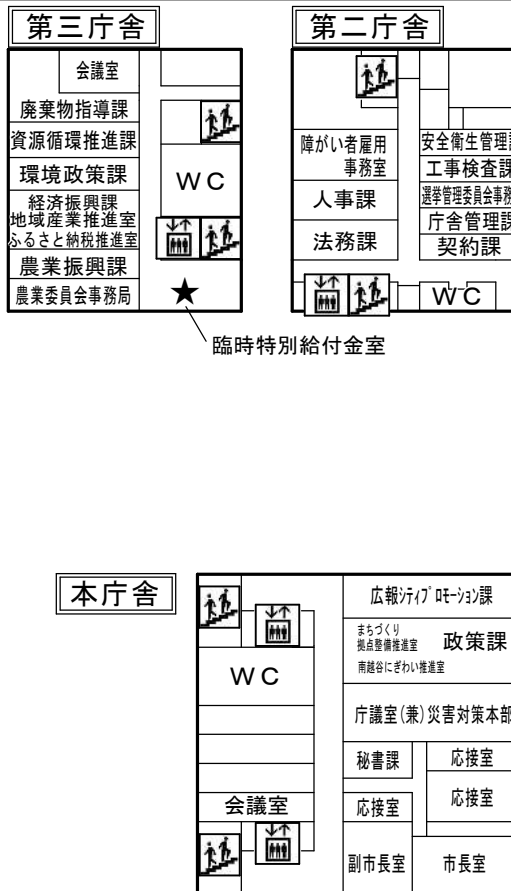 第三庁舎
会議室
廃棄物指導課
資源循環推進課
環境政策課
経済振興課
地域産業推進室
ふるさと納税推進室
農業振興課
農業委員会事務局
WC
★
臨時特別給付金室
第二庁舎
障がい者雇用
事務室
人事課
法務課
安全衛生管理課
工事検査課
選挙管理委員会事務
庁舎管理課
契約課
WC
本庁舎
WC
会議室
広報シティプロモーション課
まちづくり
拠点整備推進室
政策課
南越谷にぎわい推進室
庁議室(兼)災害対策本部
秘書課
応接室
応接室
応接室
副市長室
市長室